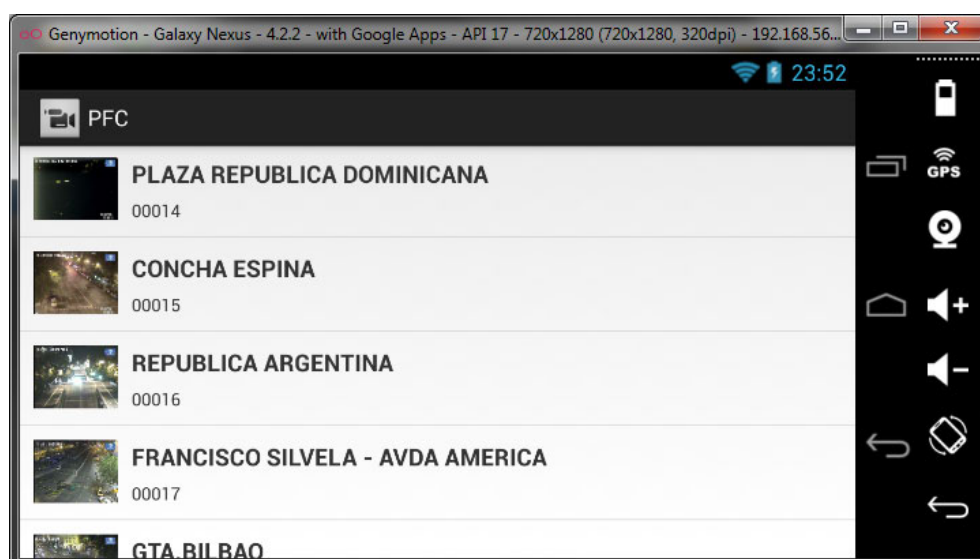 Genymotion - Galaxy Nexus - 4.2.2 - with Google Apps - API 17 - 720x1280 (720x1280, 320dpi) - 192.168.56...
23:52
PFC
GPS
PLAZA REPUBLICA DOMINICANA
00014
CONCHA ESPINA
00015
REPUBLICA ARGENTINA
00016
FRANCISCO SILVELA - AVDA AMERICA
00017
GTA.BILBAO